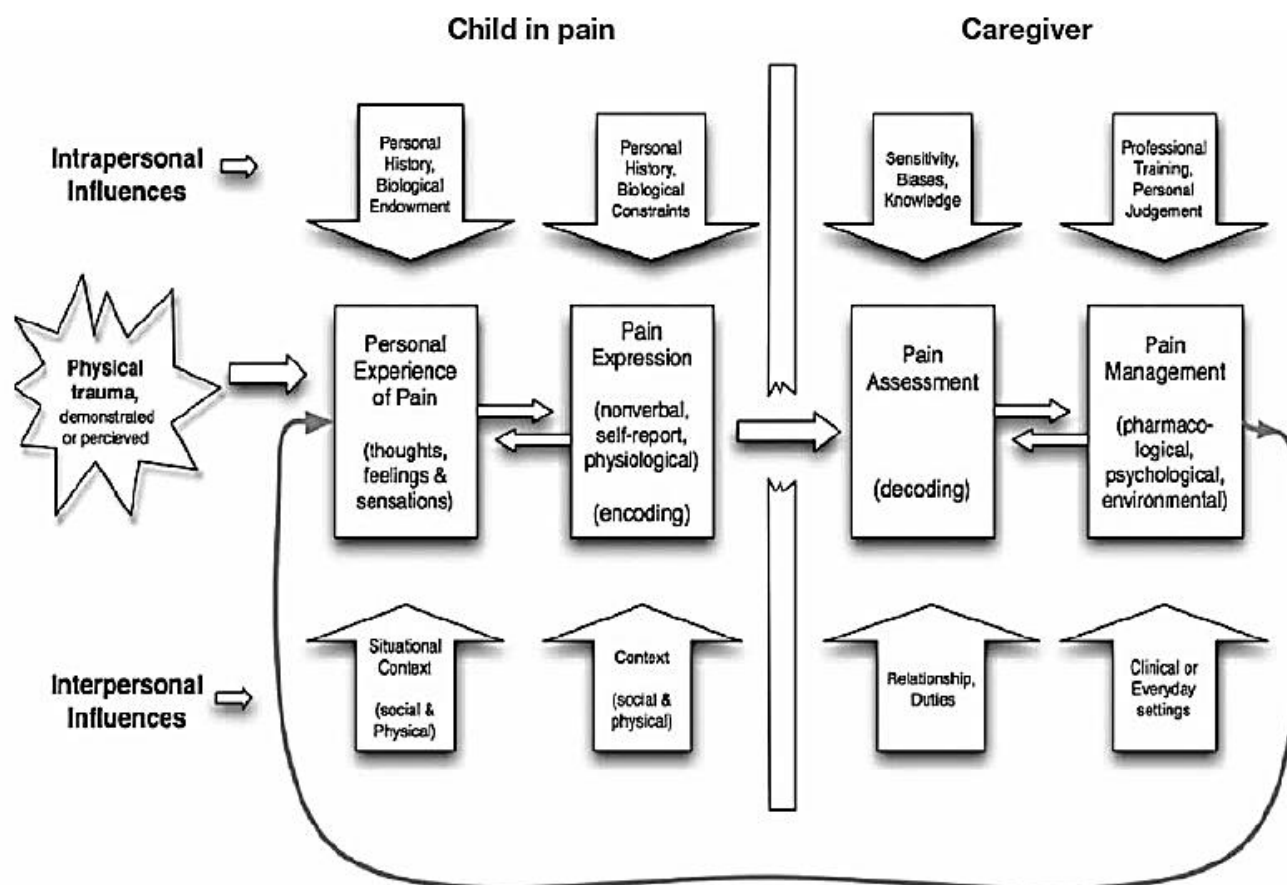 Child in pain
Caregiver
Intrapersonal
Influences
Personal
History,
Biological
Endowment
Personal
History,
Biological
Constraints
Sensitivity,
Biases,
Knowledge
Professional
Training,
Personal
Judgement
Physical
trauma,
demonstrated
or percieved
Personal
Experience
of Pain
(thoughts,
feelings &
sensations)
Pain
Expression
(nonverbal,
self-report,
physiological)
(encoding)
Pain
Assessment
(decoding)
Pain
Management
(pharmaco-
logical,
psychological,
environmental)
Interpersonal
Influences
Situational
Context
(social &
Physical)
Context
(social &
physical)
Relationship,
Duties
Clinical or
Everyday
settings